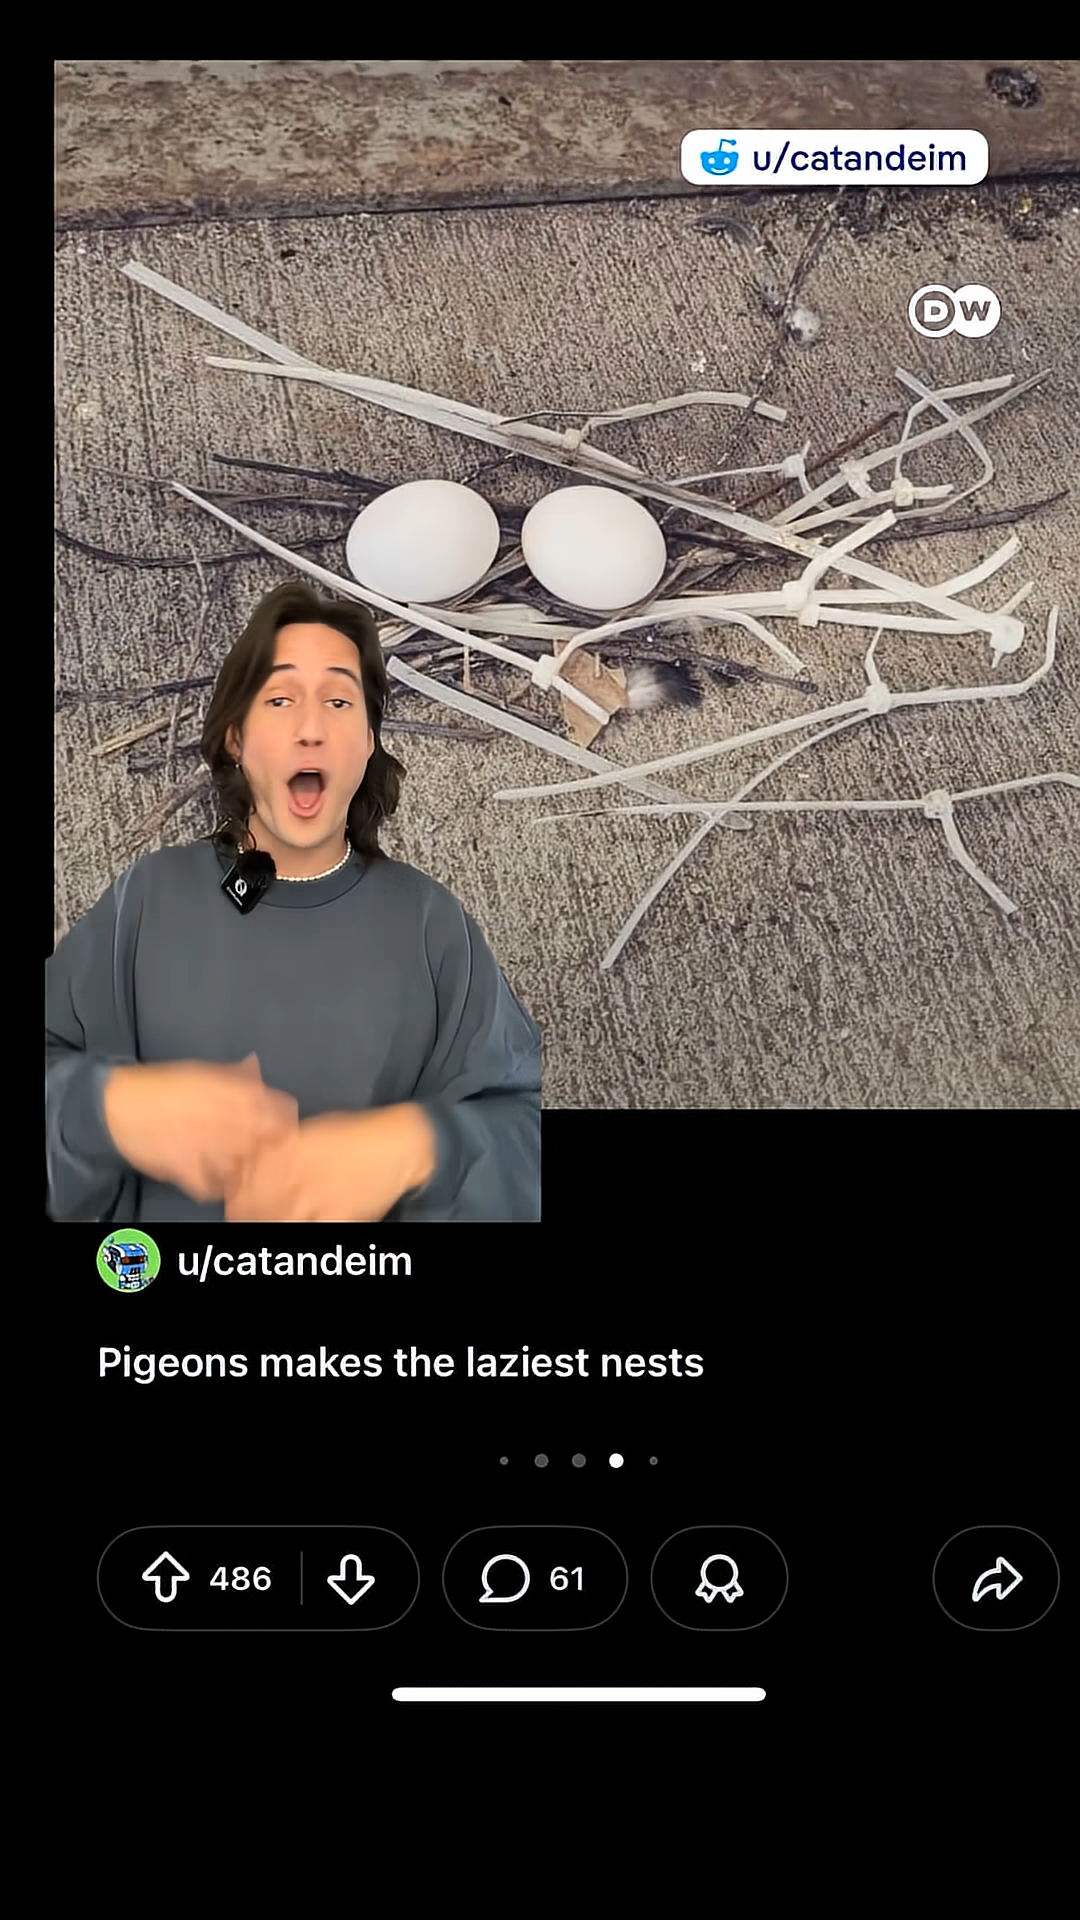 u/catandeim
DW
u/catandeim
Pigeons makes the laziest nests
486
61